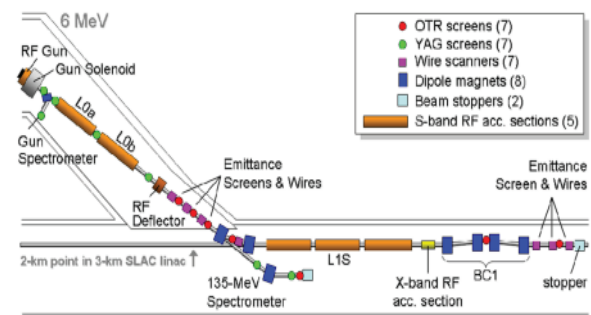 6 MeV
RF Gun
Gun Solenoid
L0a
L0b
Gun
Spectrometer
RF
Deflector
Emittance
Screens & Wires
OTR screens (7)
YAG screens (7)
Wire scanners (7)
Dipole magnets (8)
Beam stoppers (2)
S-band RF acc. sections (5)
Emittance
Screen & Wires
2-km point in 3-km SLAC linac ↑
L1S
135-MeV
Spectrometer
X-band RF
acc. section
BC1
stopper